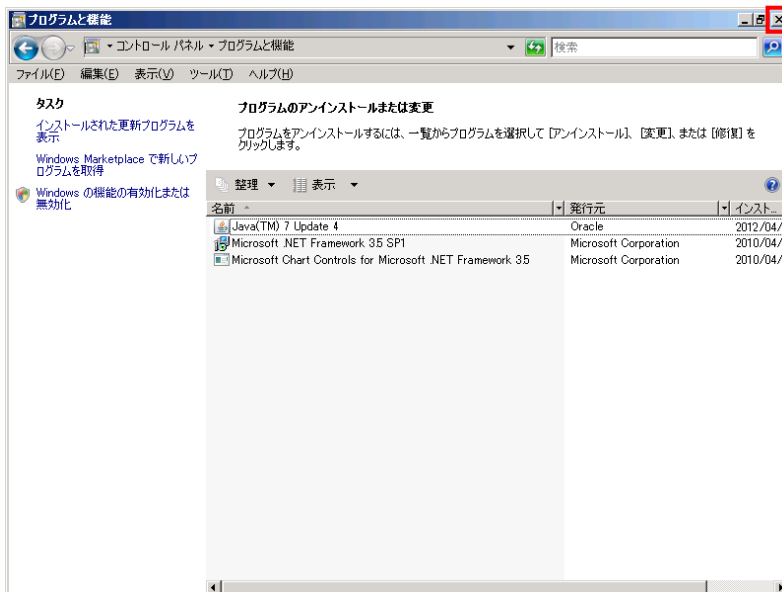 プログラムと機能
コントロール パネル ▾ プログラムと機能
検索
ファイル(F) 編集(E) 表示(V) ツール(T) ヘルプ(H)
タスク
インストールされた更新プログラムを
表示
Windows Marketplace で新しいプ
ログラムを取得
Windows の機能の有効化または
無効化
プログラムのアンインストールまたは変更
プログラムをアンインストールするには、一覧からプログラムを選択して [アンインストール]、[変更]、または [修復] を
クリックします。
整理 表示
名前 発行元 インスト...
Java(TM) 7 Update 4 Oracle 2012/04/
Microsoft .NET Framework 3.5 SP1 Microsoft Corporation 2010/04/
Microsoft Chart Controls for Microsoft .NET Framework 3.5 Microsoft Corporation 2010/04/